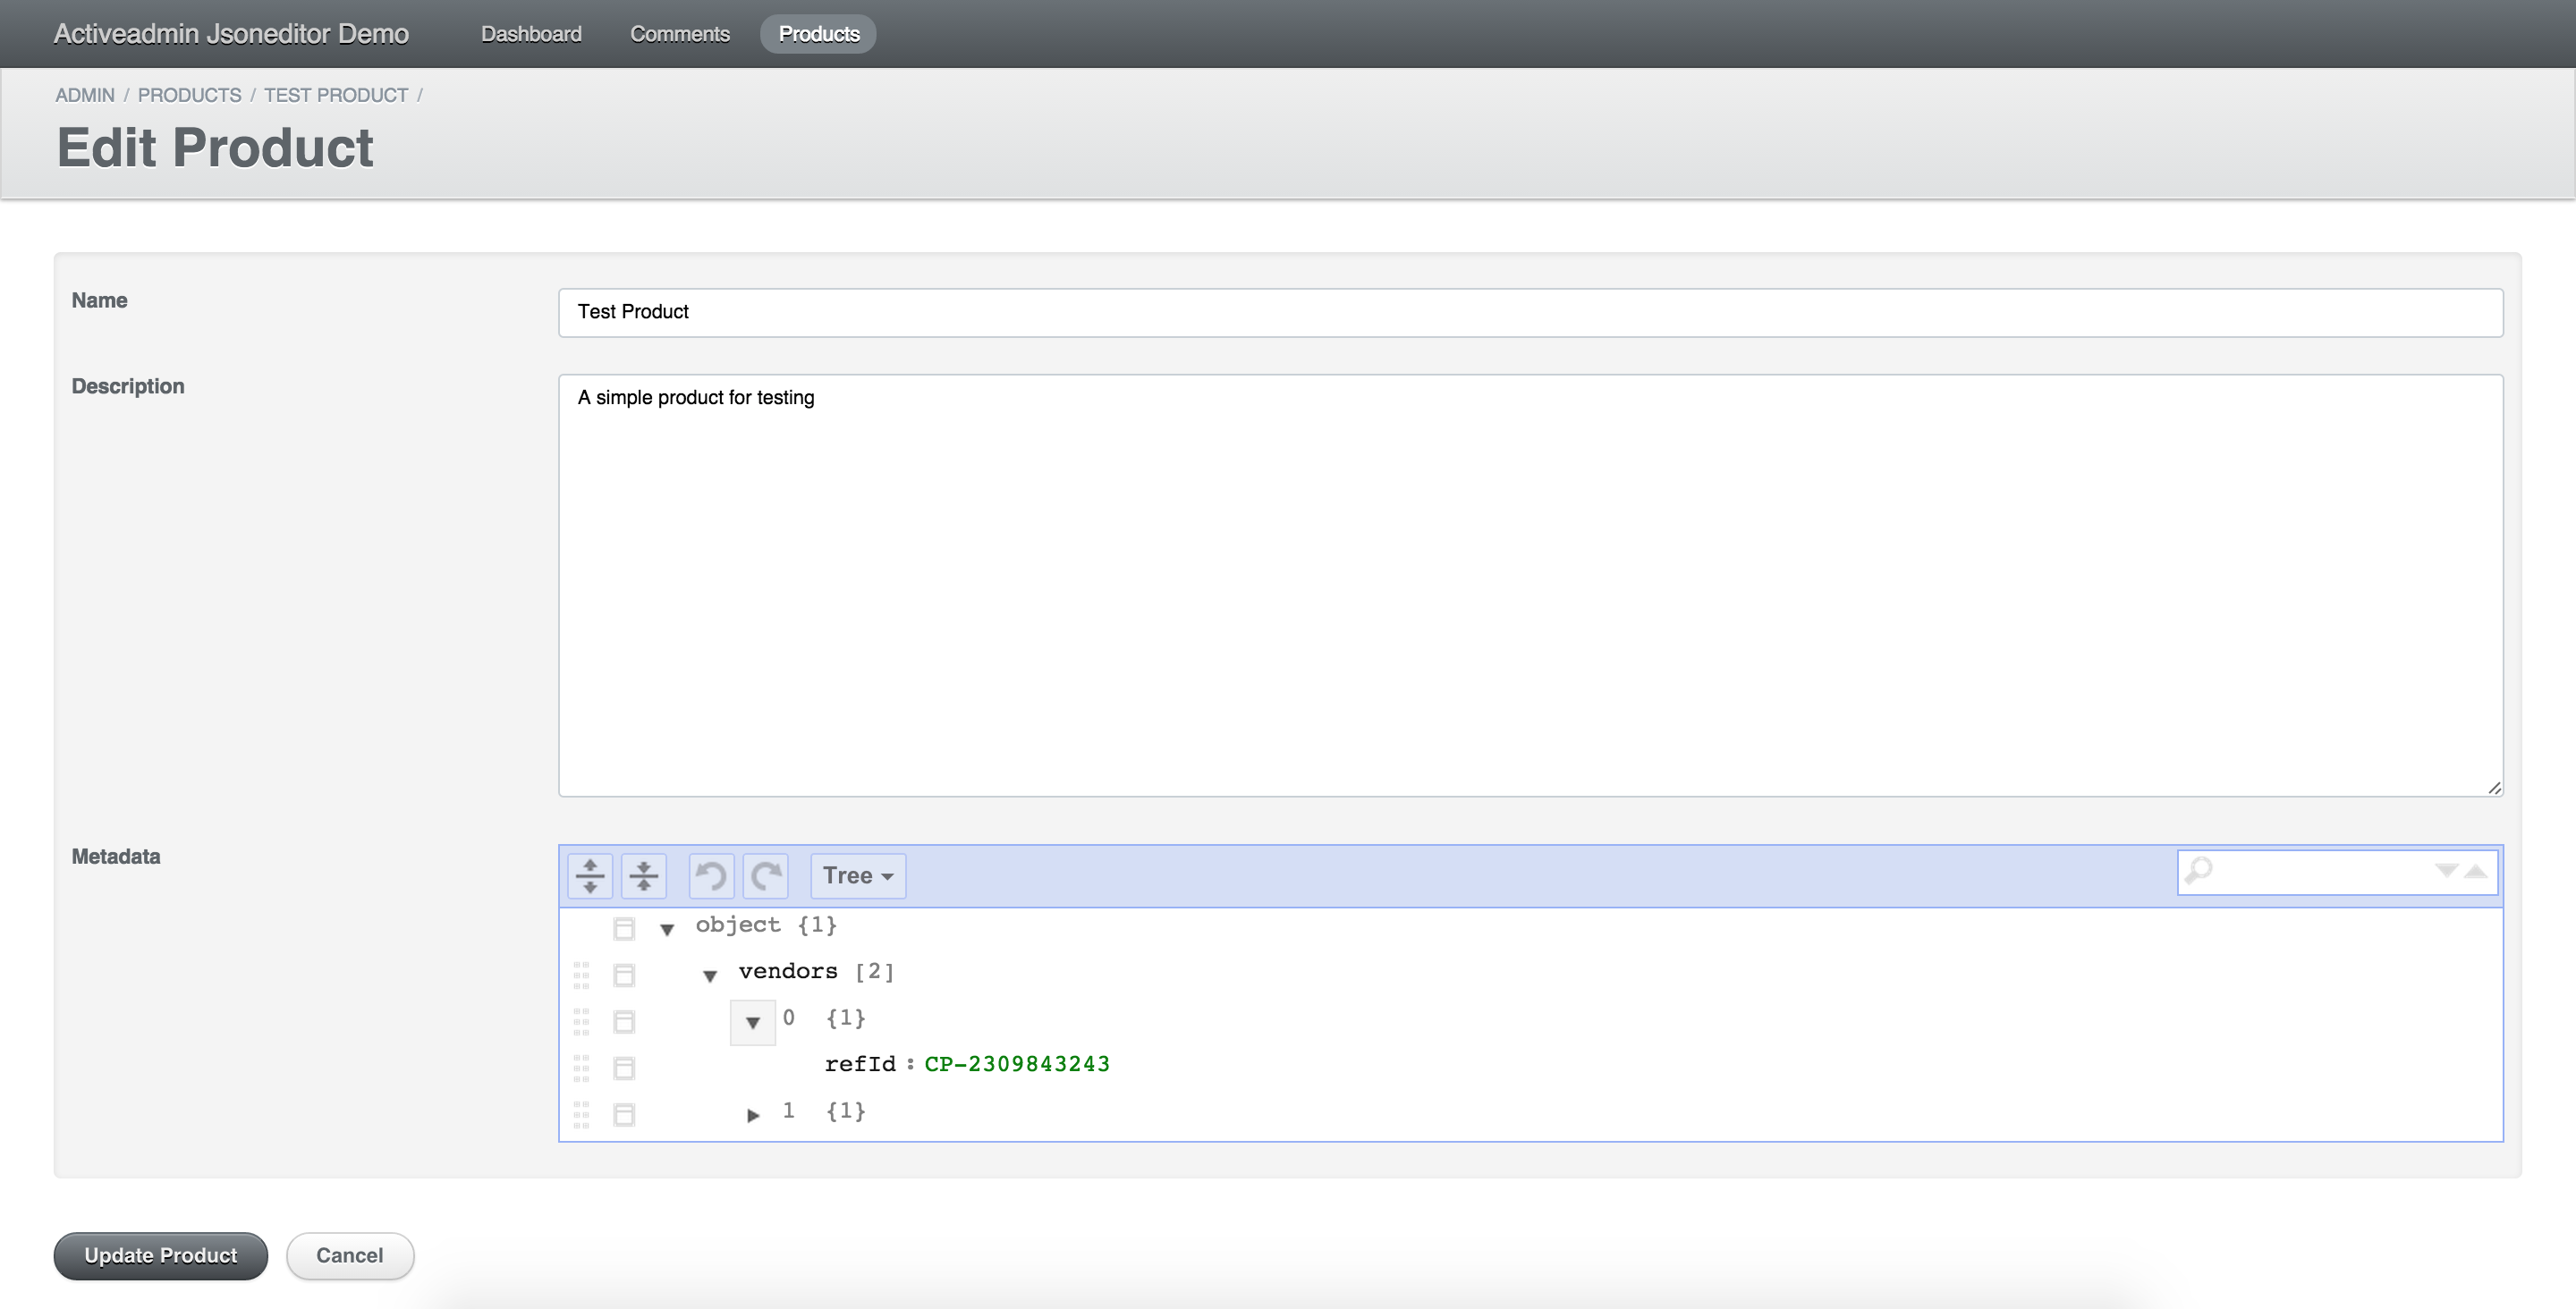 Activeadmin Jsoneditor Demo Dashboard Comments Products
ADMIN / PRODUCTS / TEST PRODUCT /
Edit Product
Name
Test Product
Description
A simple product for testing
Metadata
Tree
object {1}
vendors [2]
0 {1}
refId : CP-2309843243
1 {1}
Update Product Cancel